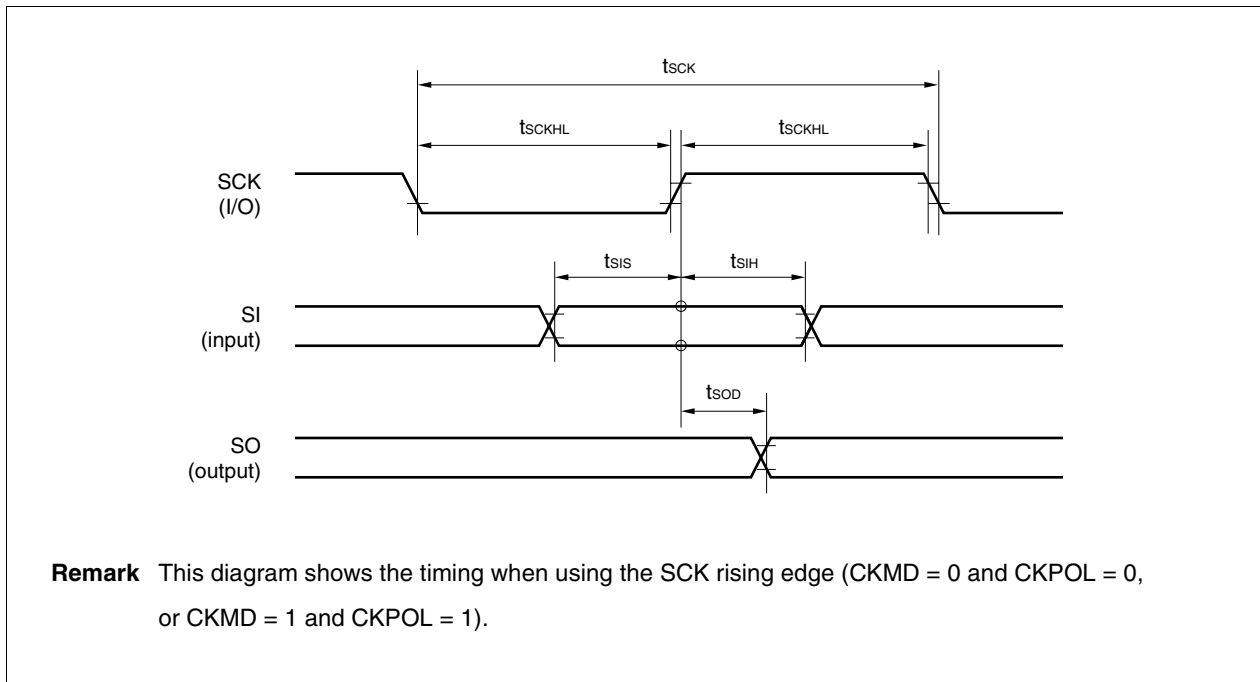 tSCK
tSCKHL tSCKHL
SCK
(I/O)
tSIS tSIH
SI
(input)
tSOD
SO
(output)
Remark This diagram shows the timing when using the SCK rising edge (CKMD = 0 and CKPOL = 0,
or CKMD = 1 and CKPOL = 1).